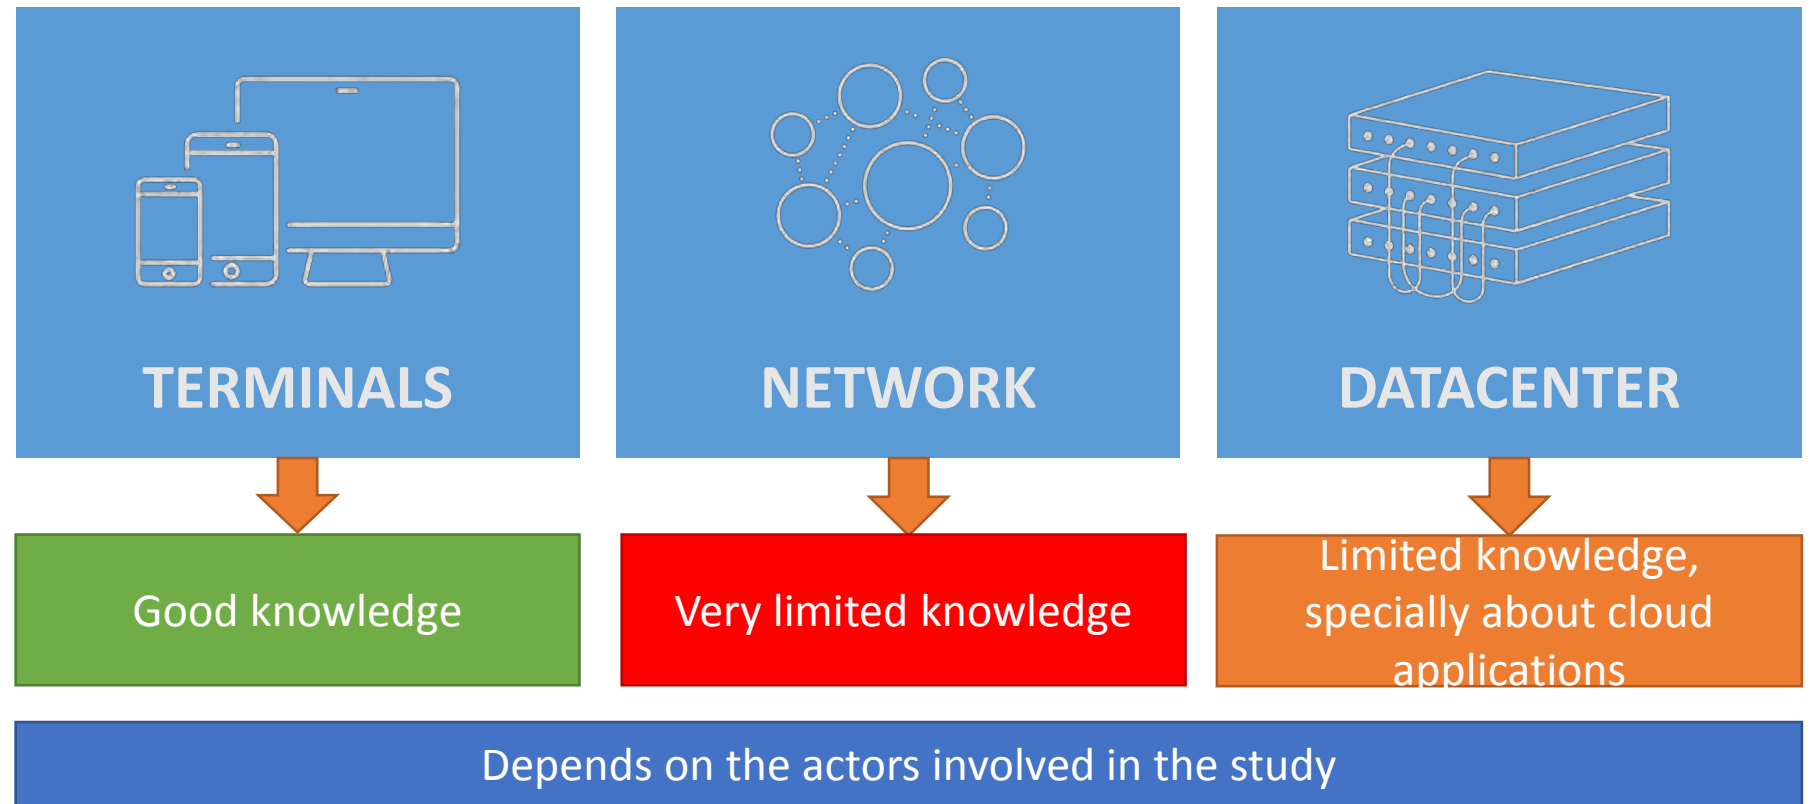 TERMINALS
NETWORK
DATACENTER
Good knowledge
Very limited knowledge
Limited knowledge,
specially about cloud
applications
Depends on the actors involved in the study